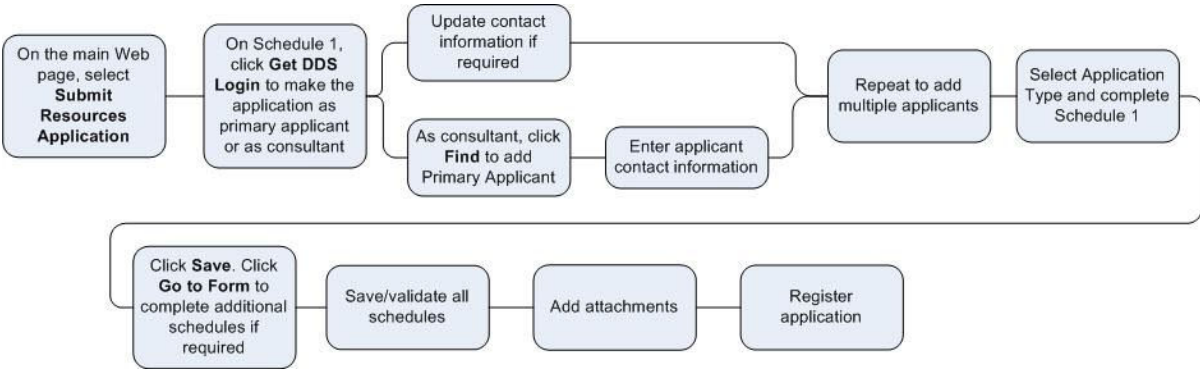 On the main Web
page, select
Submit
Resources
Application
On Schedule 1,
click Get DDS
Login to make the
application as
primary applicant
or as consultant
Update contact
information if
required
As consultant, click
Find to add
Primary Applicant
Enter applicant
contact information
Repeat to add
multiple applicants
Select Application
Type and complete
Schedule 1
Click Save. Click
Go to Form to
complete additional
schedules if
required
Save/validate all
schedules
Add attachments
Register
application